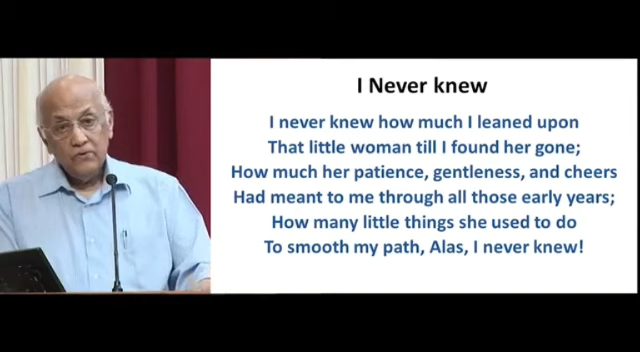 I Never knew
I never knew how much I leaned upon
That little woman till I found her gone;
How much her patience, gentleness, and cheers
Had meant to me through all those early years;
How many little things she used to do
To smooth my path, Alas, I never knew!